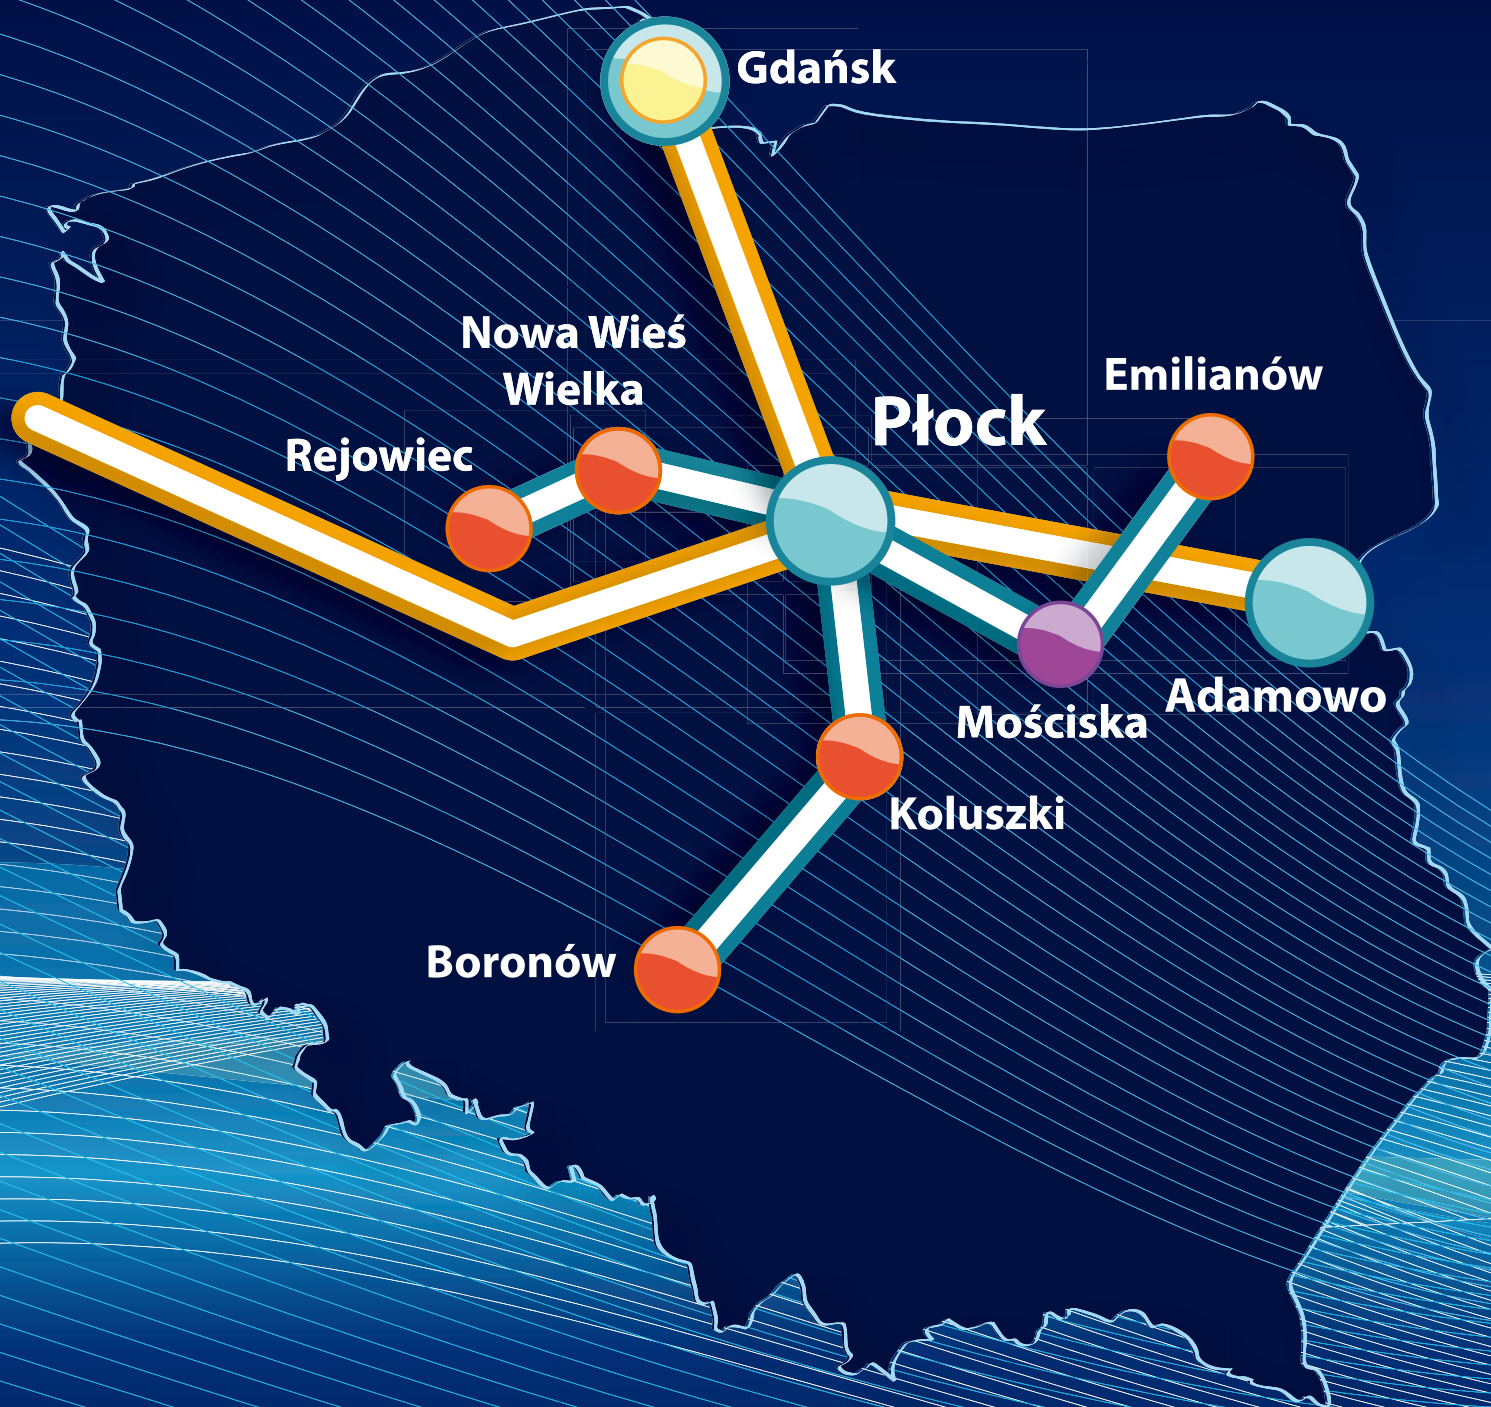 Gdańsk
Nowa Wieś
Wielka
Emilianów
Płock
Rejowiec
Adamowo
Mościska
Koluszki
Boronów